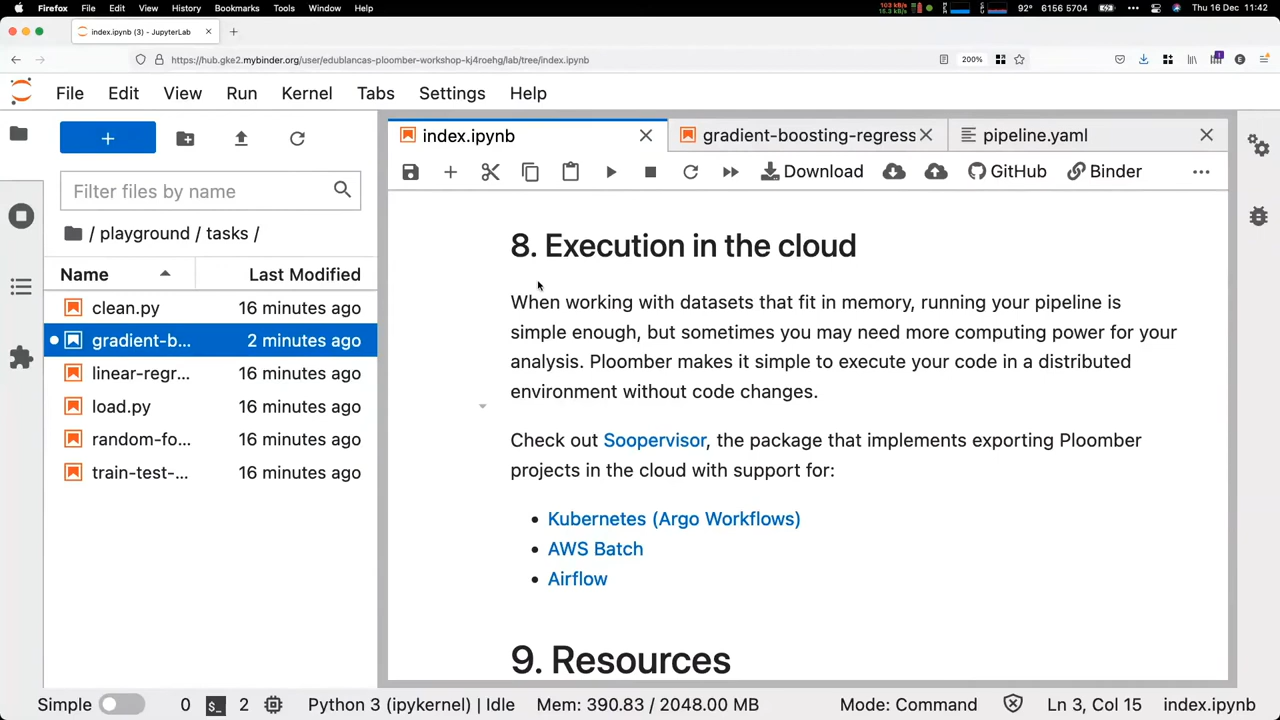 Firefox File Edit View History Bookmarks Tools Window Help 103 kB/s 16.3 kB/s 92° 6156 5704 Thu 16 Dec 11:42
index.ipynb (3) - JupyterLab
https://hub.gke2.mybinder.org/user/edublancas-ploomber-workshop-kj4roehg/lab/tree/index.ipynb 200%
File Edit View Run Kernel Tabs Settings Help
index.ipynb gradient-boosting-regress pipeline.yaml
Download GitHub Binder
Filter files by name
/ playground / tasks /
Name Last Modified
clean.py 16 minutes ago
gradient-b... 2 minutes ago
linear-regr... 16 minutes ago
load.py 16 minutes ago
random-fo... 16 minutes ago
train-test-... 16 minutes ago
8. Execution in the cloud
When working with datasets that fit in memory, running your pipeline is
simple enough, but sometimes you may need more computing power for your
analysis. Ploomber makes it simple to execute your code in a distributed
environment without code changes.
Check out Soopervisor, the package that implements exporting Ploomber
projects in the cloud with support for:
• Kubernetes (Argo Workflows)
• AWS Batch
• Airflow
9. Resources
Simple 0 $_ 2 Python 3 (ipykernel) | Idle Mem: 390.83 / 2048.00 MB Mode: Command Ln 3, Col 15 index.ipynb